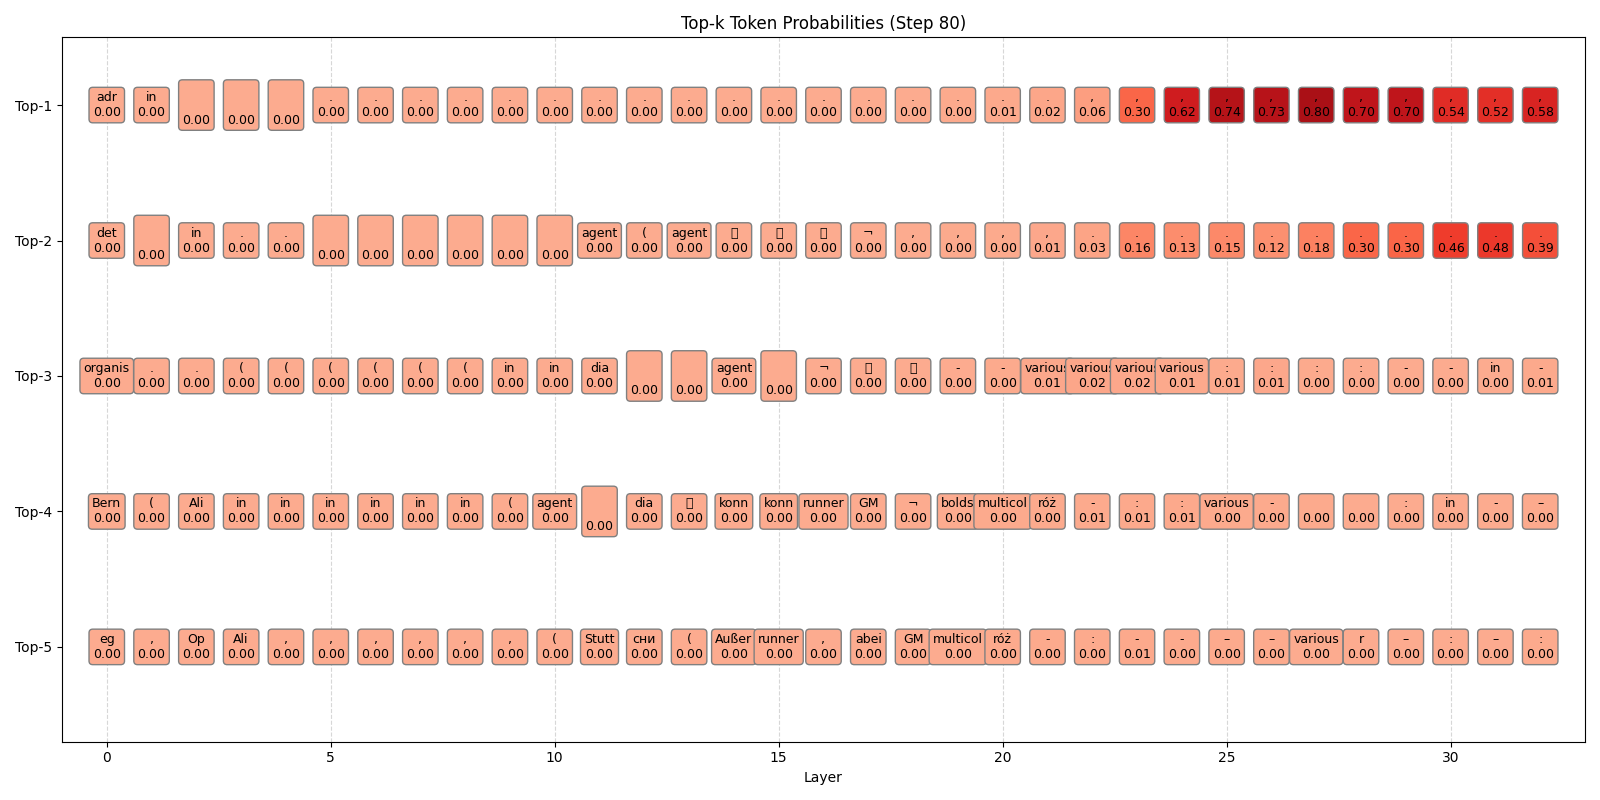 Top-k Token Probabilities (Step 80)
Top-1
adr in . . . . . . . . . . . . . . . . . , , , , , , , , , , ,
0.00 0.00 0.00 0.00 0.00 0.00 0.00 0.00 0.00 0.00 0.00 0.00 0.00 0.00 0.00 0.00 0.00 0.00 0.00 0.00 0.01 0.02 0.06 0.30 0.62 0.74 0.73 0.80 0.70 0.70 0.54 0.52 0.58
Top-2
det in . . agent ( agent ¬ , , , , . . . . . . . . . . .
0.00 0.00 0.00 0.00 0.00 0.00 0.00 0.00 0.00 0.00 0.00 0.00 0.00 0.00 0.00 0.00 0.00 0.00 0.00 0.00 0.00 0.01 0.03 0.16 0.13 0.15 0.12 0.18 0.30 0.30 0.46 0.48 0.39
Top-3
organis . . ( ( ( ( ( ( in in dia agent ¬ - - various various various various : : : : - - in -
0.00 0.00 0.00 0.00 0.00 0.00 0.00 0.00 0.00 0.00 0.00 0.00 0.00 0.00 0.00 0.00 0.00 0.00 0.00 0.00 0.00 0.01 0.02 0.02 0.01 0.01 0.01 0.00 0.00 0.00 0.00 0.00 0.01
Top-4
Bern ( Ali in in in in in in ( agent dia konn konn runner GM ¬ bolds multicol róż - : : various - : in - –
0.00 0.00 0.00 0.00 0.00 0.00 0.00 0.00 0.00 0.00 0.00 0.00 0.00 0.00 0.00 0.00 0.00 0.00 0.00 0.00 0.00 0.00 0.01 0.01 0.01 0.00 0.00 0.00 0.00 0.00 0.00 0.00 0.00
Top-5
eg , Op Ali , , , , , , ( Stutt сни ( Außer runner , abei GM multicol róż - : - - – – various r – : – :
0.00 0.00 0.00 0.00 0.00 0.00 0.00 0.00 0.00 0.00 0.00 0.00 0.00 0.00 0.00 0.00 0.00 0.00 0.00 0.00 0.00 0.00 0.00 0.01 0.00 0.00 0.00 0.00 0.00 0.00 0.00 0.00 0.00
0 5 10 15 20 25 30
Layer